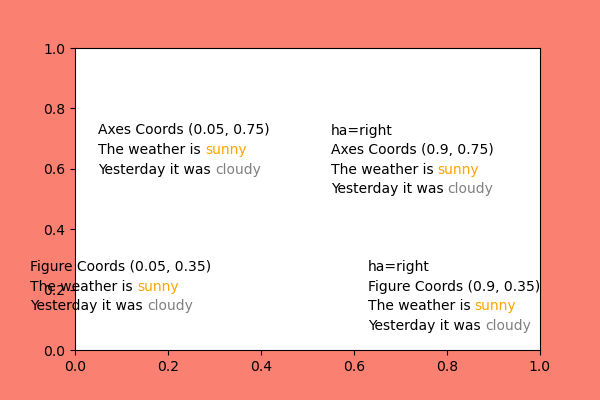 1.0
0.8
0.6
0.4
0.2
0.0
Axes Coords (0.05, 0.75)
The weather is sunny
Yesterday it was cloudy
ha=right
Axes Coords (0.9, 0.75)
The weather is sunny
Yesterday it was cloudy
Figure Coords (0.05, 0.35)
The weather is sunny
Yesterday it was cloudy
ha=right
Figure Coords (0.9, 0.35)
The weather is sunny
Yesterday it was cloudy
0.0 0.2 0.4 0.6 0.8 1.0